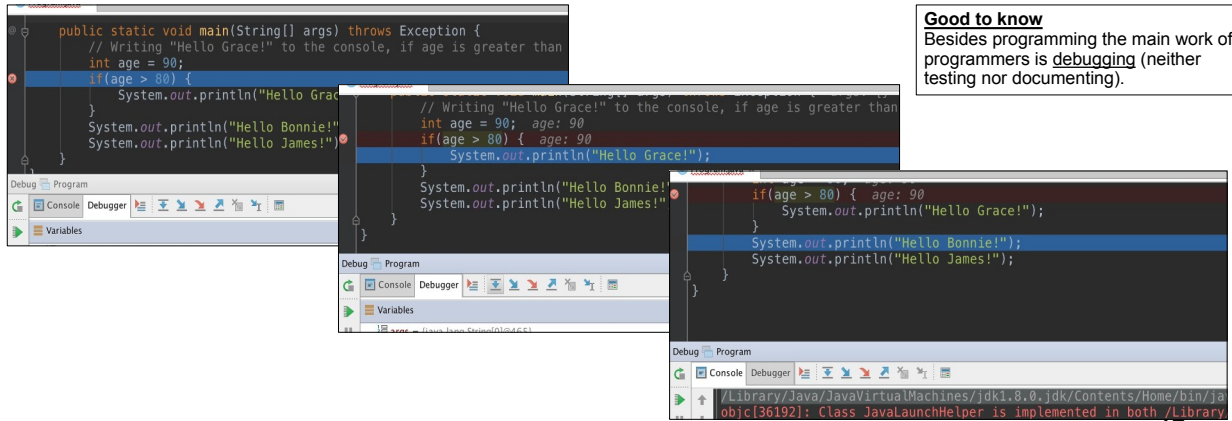 public static void main(String[] args) throws Exception {
// Writing "Hello Grace!" to the console, if age is greater than
int age = 90;
if(age > 80) {
System.out.println("Hello Grac
}
System.out.println("Hello Bonnie!"
System.out.println("Hello James!")
}
Debug Program
Console Debugger
Variables
// Writing "Hello Grace!" to the console, if age is greater than
int age = 90; age: 90
if(age > 80) { age: 90
System.out.println("Hello Grace!");
}
System.out.println("Hello Bonnie!"
System.out.println("Hello James!"
}
}
Debug Program
Console Debugger
Variables
if(age > 80) { age: 90
System.out.println("Hello Grace!");
}
System.out.println("Hello Bonnie!");
System.out.println("Hello James!");
}
}
Debug Program
Console Debugger
/Library/Java/JavaVirtualMachines/jdk1.8.0.jdk/Contents/Home/bin/ja
objc[36192]: Class JavaLaunchHelper is implemented in both /Library
Good to know
Besides programming the main work of
programmers is debugging (neither
testing nor documenting).